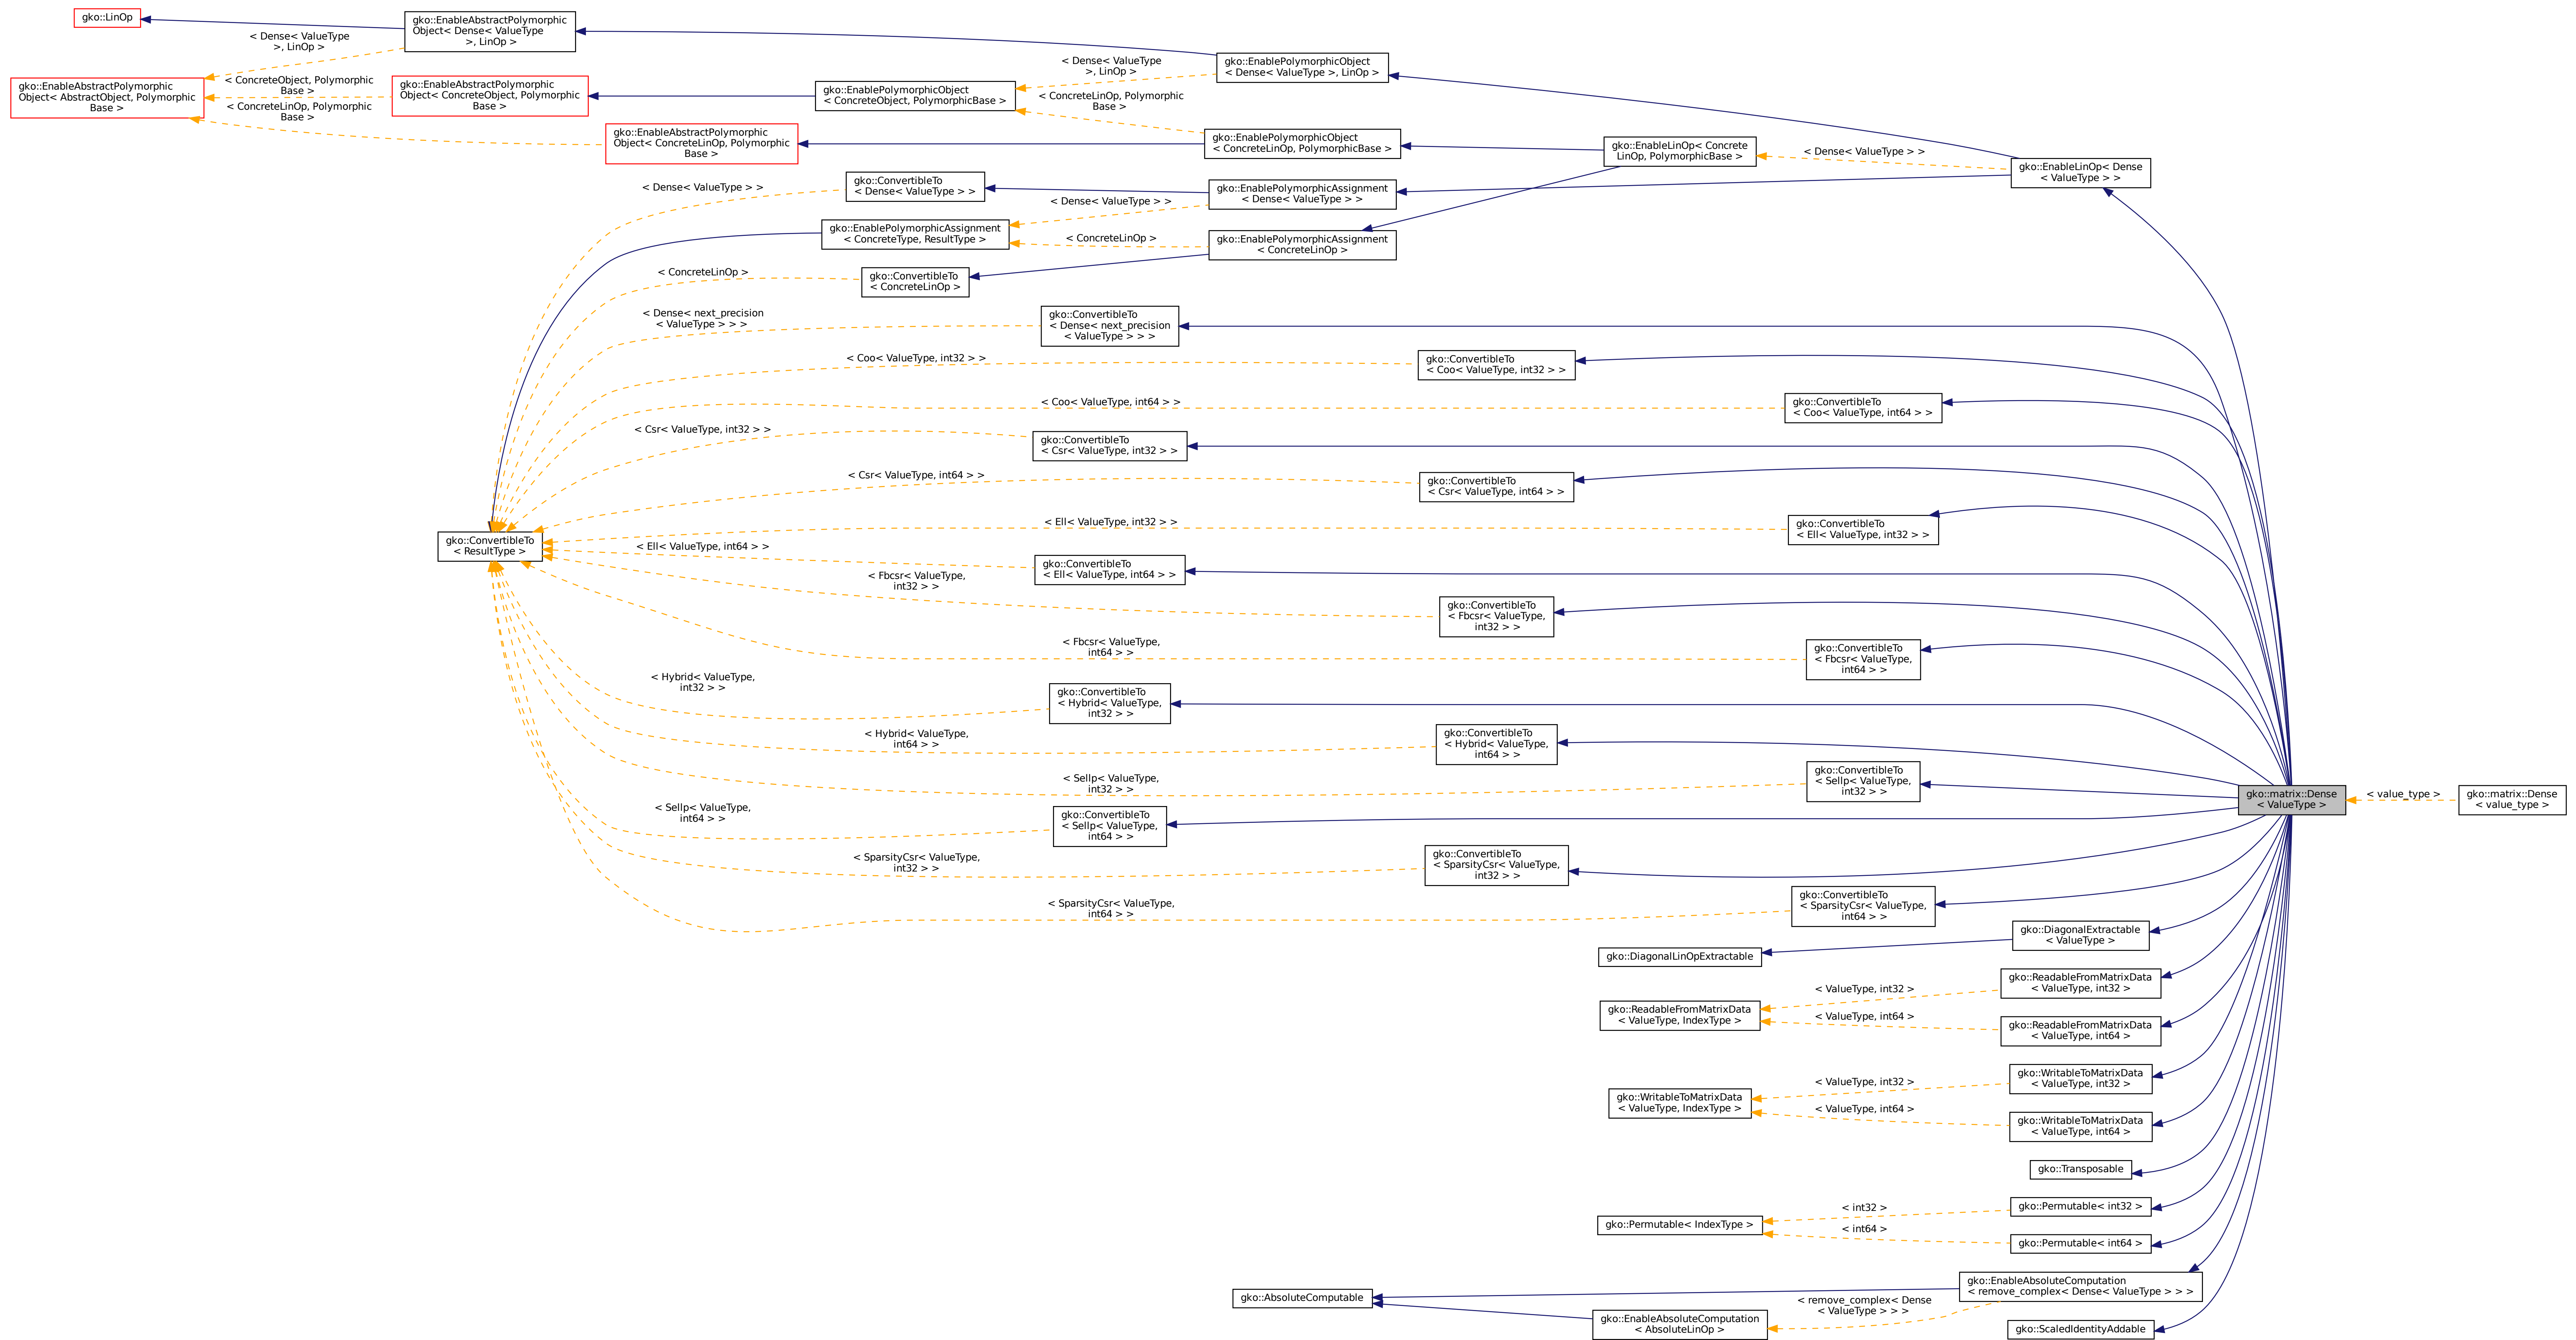 gko::LinOp
gko::EnableAbstractPolymorphic
Object< Dense< ValueType
>, LinOp >
< Dense< ValueType
>, LinOp >
gko::EnableAbstractPolymorphic
Object< AbstractObject, Polymorphic
Base >
< ConcreteObject, Polymorphic
Base >
< ConcreteLinOp, Polymorphic
Base >
gko::EnableAbstractPolymorphic
Object< ConcreteObject, Polymorphic
Base >
gko::EnablePolymorphicObject
< ConcreteObject, PolymorphicBase >
< Dense< ValueType
>, LinOp >
< ConcreteLinOp, Polymorphic
Base >
gko::EnablePolymorphicObject
< Dense< ValueType >, LinOp >
gko::EnableAbstractPolymorphic
Object< ConcreteLinOp, Polymorphic
Base >
gko::EnablePolymorphicObject
< ConcreteLinOp, PolymorphicBase >
gko::EnableLinOp< Concrete
LinOp, PolymorphicBase >
< Dense< ValueType > >
gko::EnableLinOp< Dense
< ValueType > >
< Dense< ValueType > >
gko::ConvertibleTo
< Dense< ValueType > >
gko::EnablePolymorphicAssignment
< Dense< ValueType > >
< Dense< ValueType > >
gko::EnablePolymorphicAssignment
< ConcreteType, ResultType >
< ConcreteLinOp >
gko::EnablePolymorphicAssignment
< ConcreteLinOp >
< ConcreteLinOp >
gko::ConvertibleTo
< ConcreteLinOp >
< Dense< next_precision
< ValueType > > >
gko::ConvertibleTo
< Dense< next_precision
< ValueType > > >
< Coo< ValueType, int32 > >
gko::ConvertibleTo
< Coo< ValueType, int32 > >
< Coo< ValueType, int64 > >
gko::ConvertibleTo
< Coo< ValueType, int64 > >
< Csr< ValueType, int32 > >
gko::ConvertibleTo
< Csr< ValueType, int32 > >
< Csr< ValueType, int64 > >
gko::ConvertibleTo
< Csr< ValueType, int64 > >
< Ell< ValueType, int32 > >
gko::ConvertibleTo
< Ell< ValueType, int32 > >
gko::ConvertibleTo
< ResultType >
< Ell< ValueType, int64 > >
gko::ConvertibleTo
< Ell< ValueType, int64 > >
< Fbcsr< ValueType,
int32 > >
gko::ConvertibleTo
< Fbcsr< ValueType,
int32 > >
< Fbcsr< ValueType,
int64 > >
gko::ConvertibleTo
< Fbcsr< ValueType,
int64 > >
< Hybrid< ValueType,
int32 > >
gko::ConvertibleTo
< Hybrid< ValueType,
int32 > >
< Hybrid< ValueType,
int64 > >
gko::ConvertibleTo
< Hybrid< ValueType,
int64 > >
< Sellp< ValueType,
int32 > >
gko::ConvertibleTo
< Sellp< ValueType,
int32 > >
gko::matrix::Dense
< ValueType >
< value_type >
gko::matrix::Dense
< value_type >
< Sellp< ValueType,
int64 > >
gko::ConvertibleTo
< Sellp< ValueType,
int64 > >
< SparsityCsr< ValueType,
int32 > >
gko::ConvertibleTo
< SparsityCsr< ValueType,
int32 > >
< SparsityCsr< ValueType,
int64 > >
gko::ConvertibleTo
< SparsityCsr< ValueType,
int64 > >
gko::DiagonalLinOpExtractable
gko::DiagonalExtractable
< ValueType >
gko::ReadableFromMatrixData
< ValueType, IndexType >
< ValueType, int32 >
< ValueType, int64 >
gko::ReadableFromMatrixData
< ValueType, int32 >
gko::ReadableFromMatrixData
< ValueType, int64 >
gko::WritableToMatrixData
< ValueType, IndexType >
< ValueType, int32 >
< ValueType, int64 >
gko::WritableToMatrixData
< ValueType, int32 >
gko::WritableToMatrixData
< ValueType, int64 >
gko::Transposable
gko::Permutable< IndexType >
< int32 >
< int64 >
gko::Permutable< int32 >
gko::Permutable< int64 >
gko::AbsoluteComputable
gko::EnableAbsoluteComputation
< remove_complex< Dense< ValueType > > >
gko::EnableAbsoluteComputation
< AbsoluteLinOp >
< remove_complex< Dense
< ValueType > > >
gko::ScaledIdentityAddable